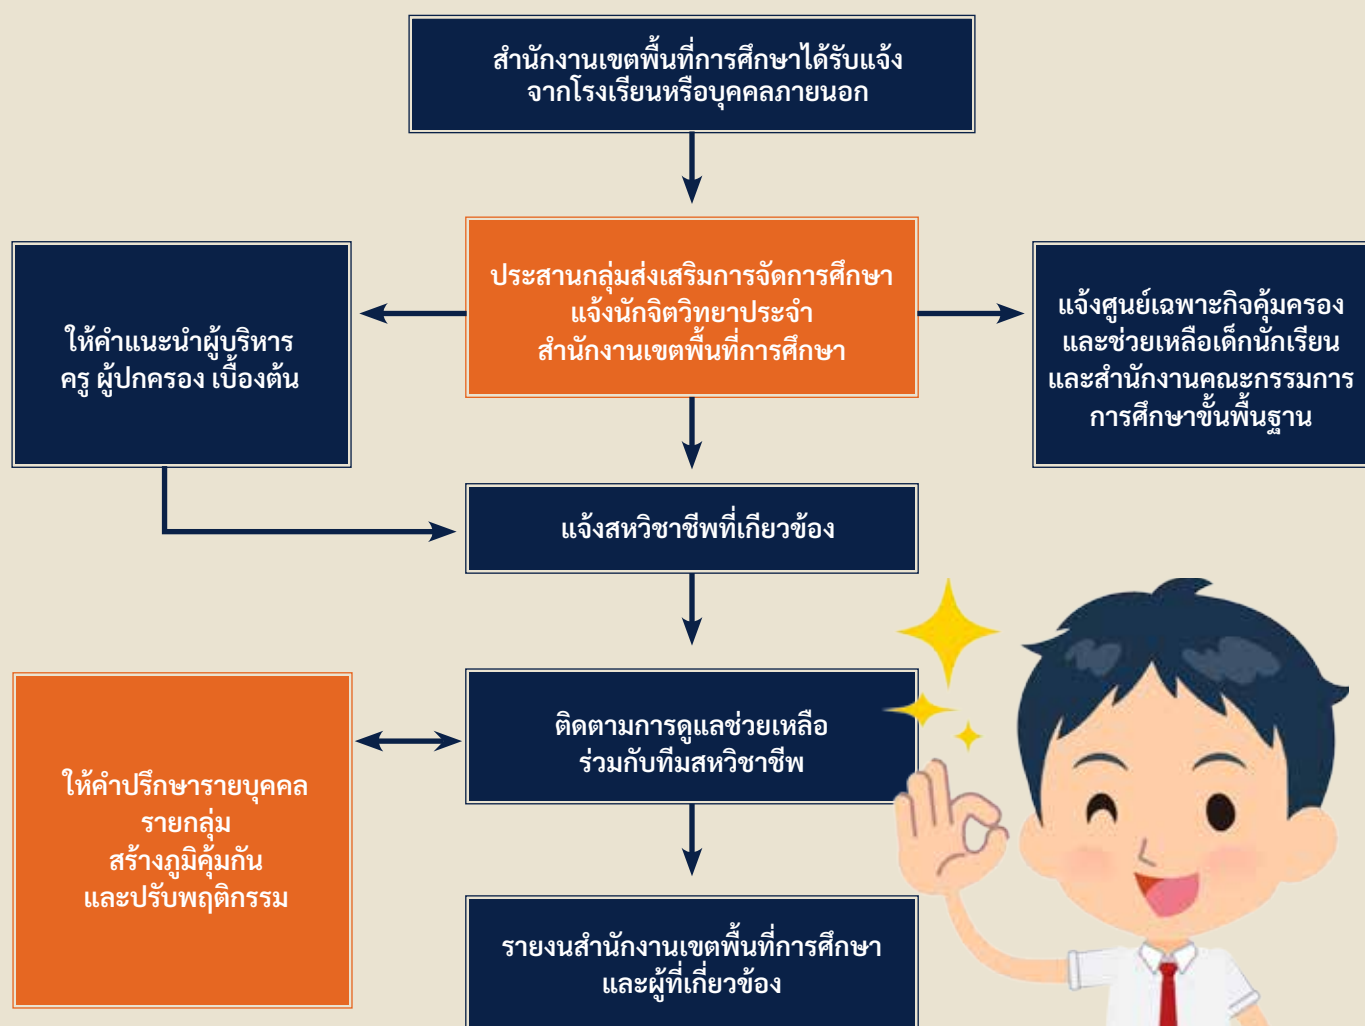 สำนักงานเขตพื้นที่การศึกษาได้รับแจ้ง
จากโรงเรียนหรือบุคคลภายนอก
ประสานกลุ่มส่งเสริมการจัดการศึกษา
แจ้งนักจิตวิทยาประจำ
สำนักงานเขตพื้นที่การศึกษา
ให้คำแนะนำผู้บริหาร
ครู ผู้ปกครอง เบื้องต้น
แจ้งศูนย์เฉพาะกิจคุ้มครอง
และช่วยเหลือเด็กนักเรียน
และสำนักงานคณะกรรมการ
การศึกษาขั้นพื้นฐาน
แจ้งสหวิชาชีพที่เกียวข้อง
ติดตามการดูแลช่วยเหลือ
ร่วมกับทีมสหวิชาชีพ
ให้คำปรึกษารายบุคคล
รายกลุ่ม
สร้างภูมิคุ้มกัน
และปรับพฤติกรรม
รายงนสำนักงานเขตพื้นที่การศึกษา
และผู้ที่เกี่ยวข้อง